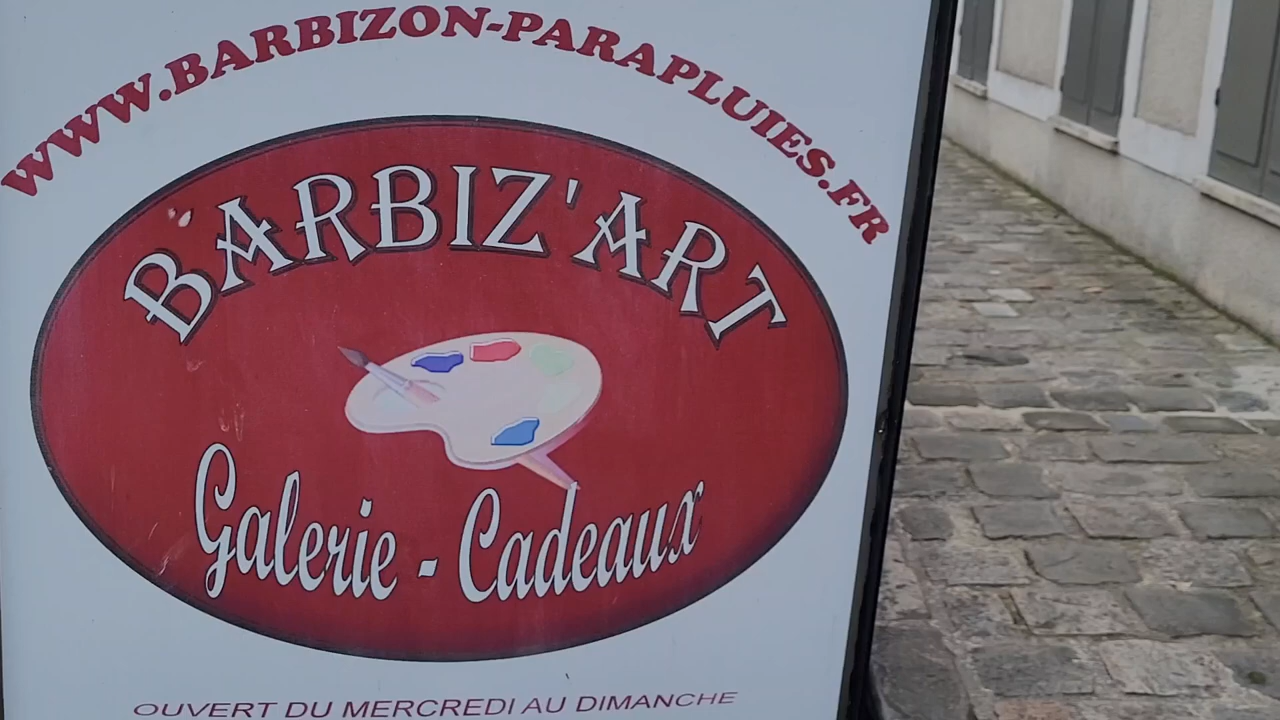 WWW.BARBIZON-PARAPLUIES.FR
BARBIZ'ART
Galerie - Cadeaux
OUVERT DU MERCREDI AU DIMANCHE